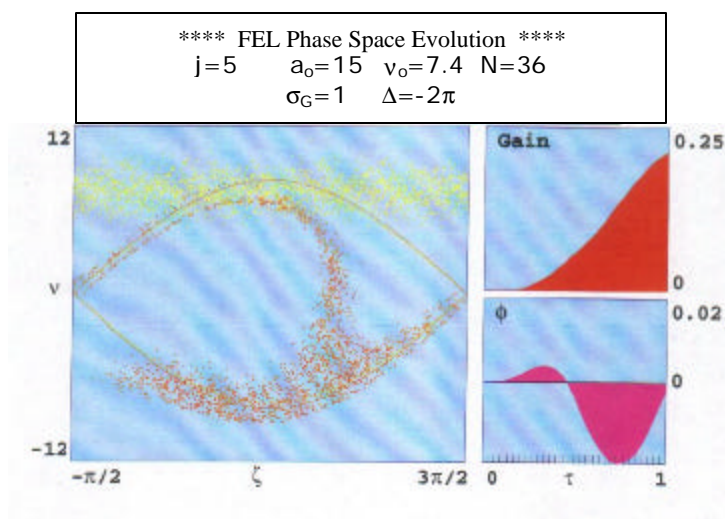 **** FEL Phase Space Evolution ****
j=5 a₀=15 ν₀=7.4 N=36
σG=1 Δ=-2π
12
ν
-12
-π/2 ζ 3π/2
Gain
0.25
0
φ
0.02
0
0 τ 1